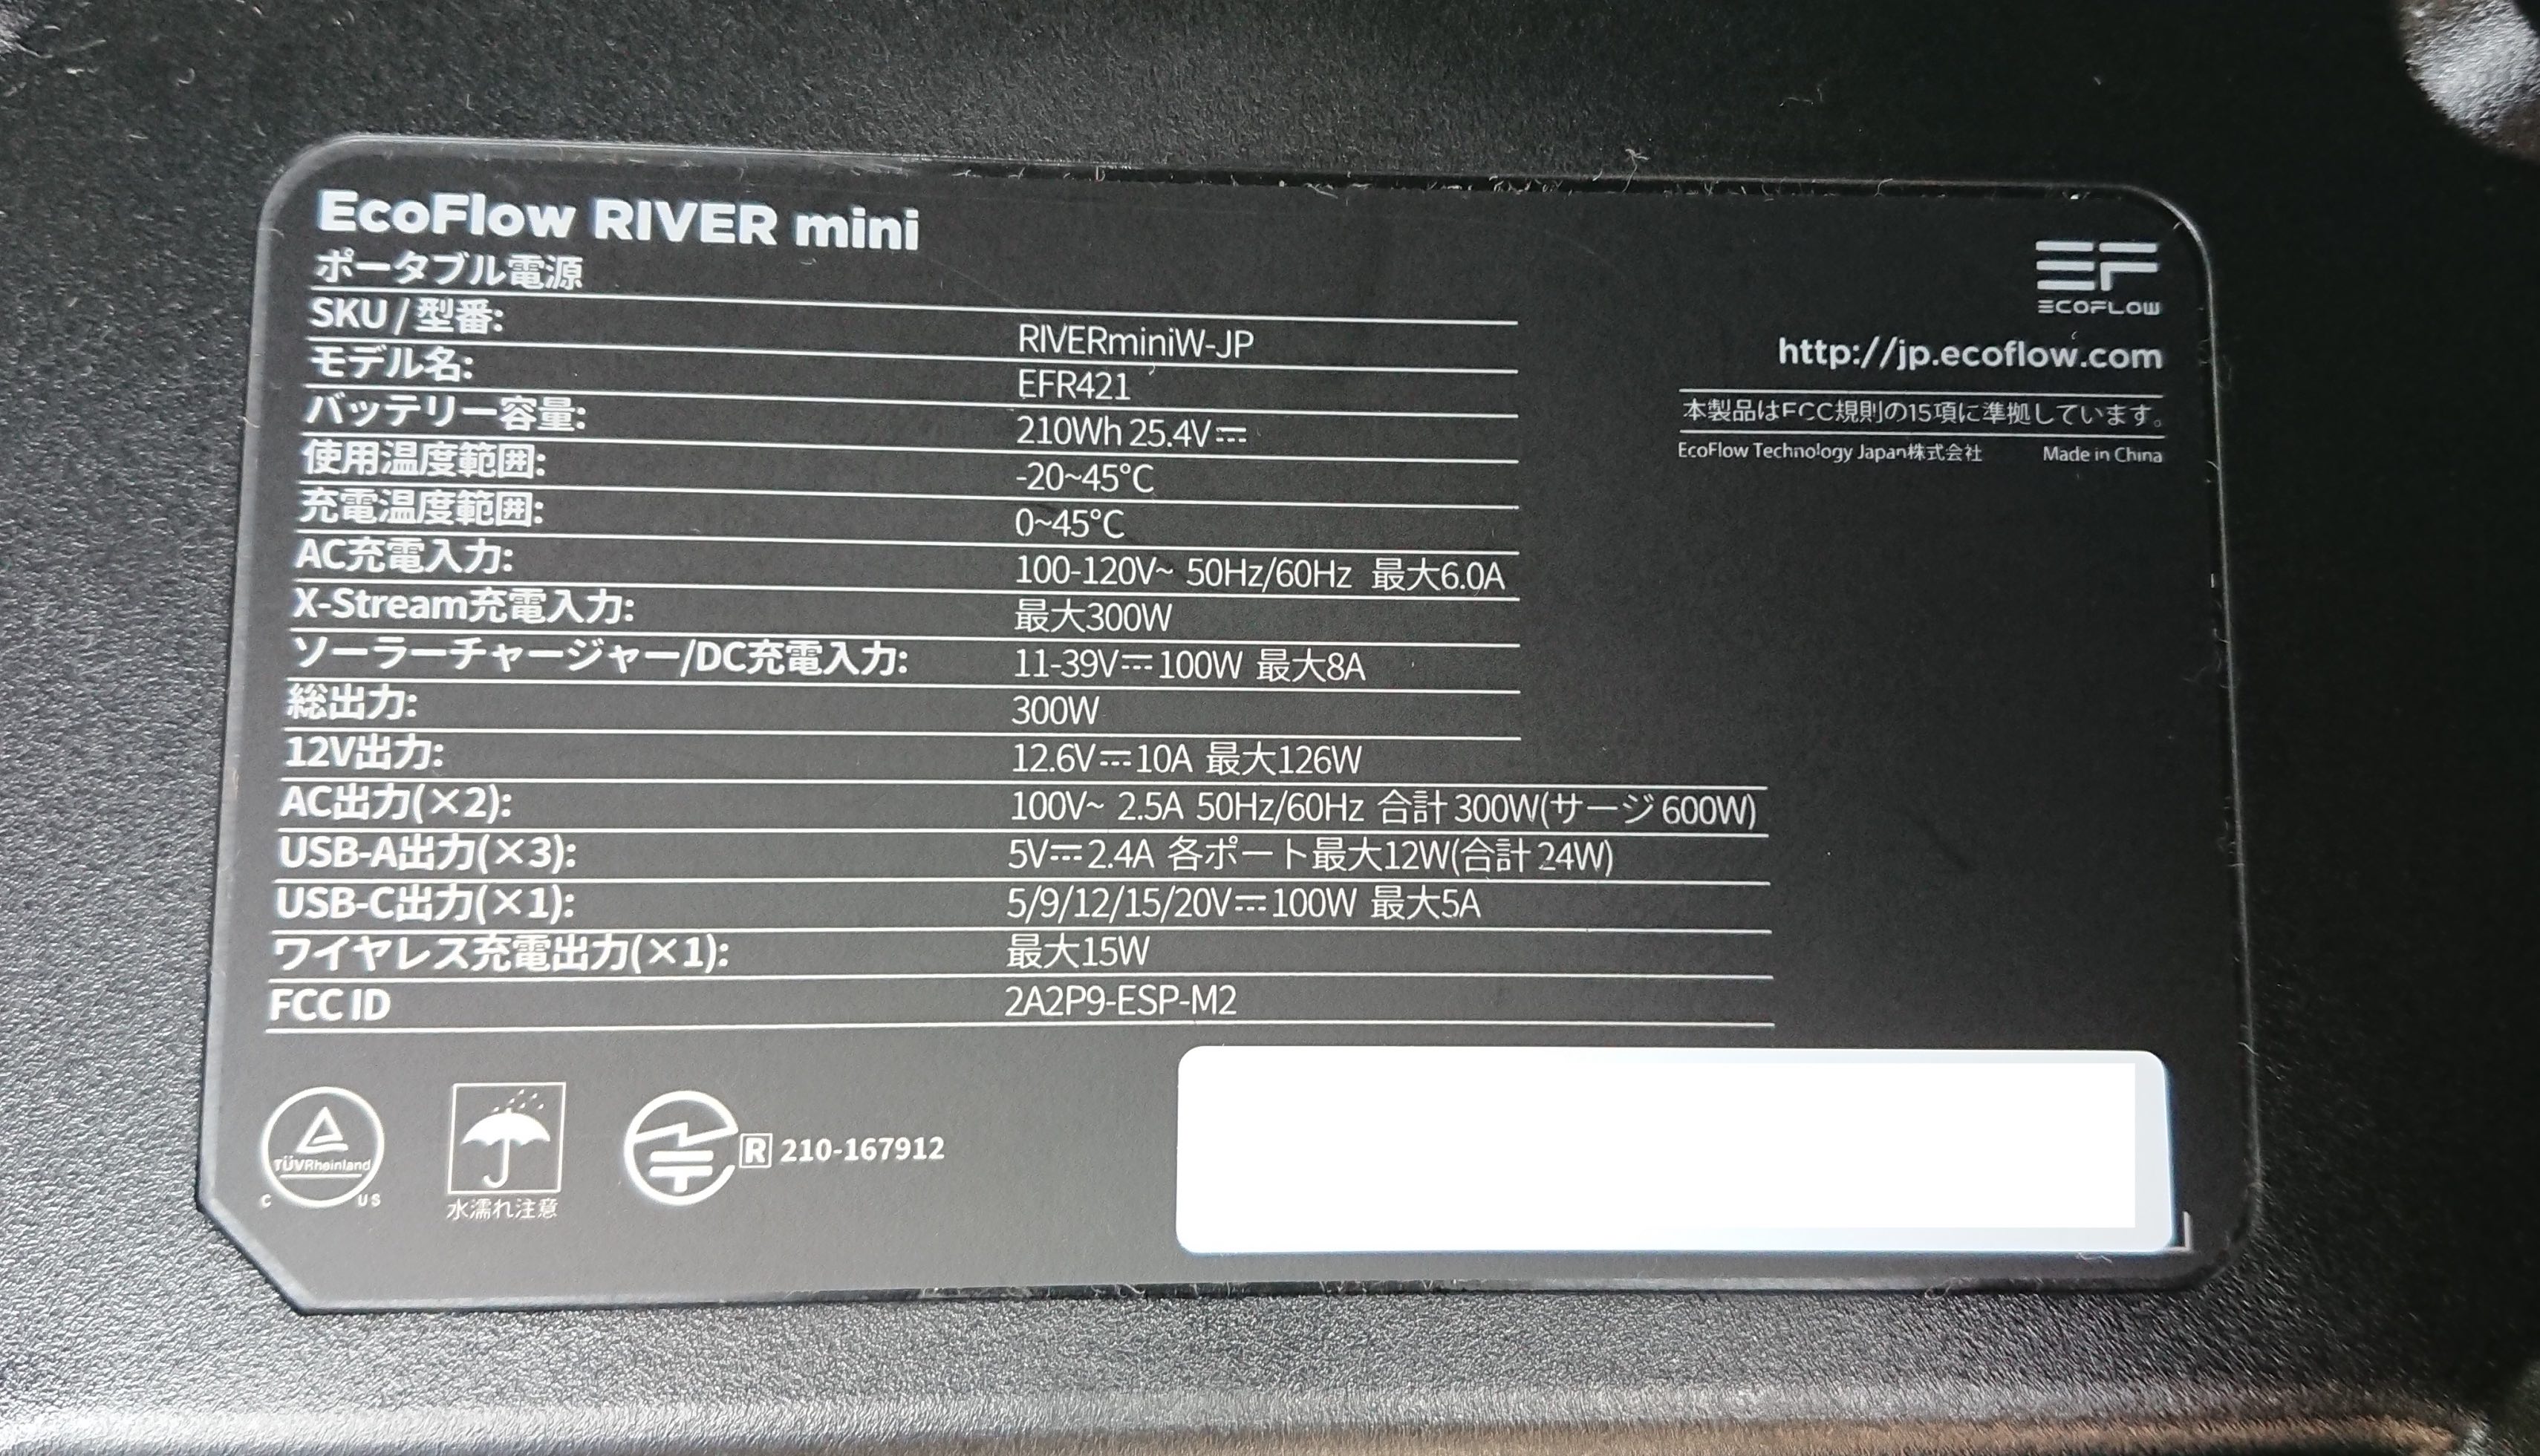 EcoFlow RIVER mini
ポータブル電源
SKU / 型番: RIVERminiW-JP
モデル名: EFR421
バッテリー容量: 210Wh 25.4V⎓
使用温度範囲: -20~45°C
充電温度範囲: 0~45°C
AC充電入力: 100-120V~ 50Hz/60Hz 最大6.0A
X-Stream充電入力: 最大300W
ソーラーチャージャー/DC充電入力: 11-39V⎓100W 最大8A
総出力: 300W
12V出力: 12.6V⎓10A 最大126W
AC出力(×2): 100V~ 2.5A 50Hz/60Hz 合計300W(サージ600W)
USB-A出力(×3): 5V⎓2.4A 各ポート最大12W(合計24W)
USB-C出力(×1): 5/9/12/15/20V⎓100W 最大5A
ワイヤレス充電出力(×1): 最大15W
FCC ID 2A2P9-ESP-M2
EF
ECOFLOW
http://jp.ecoflow.com
本製品はFCC規則の15項に準拠しています。
EcoFlow Technology Japan株式会社 Made in China
TÜVRheinland
C US
水濡れ注意
R 210-167912